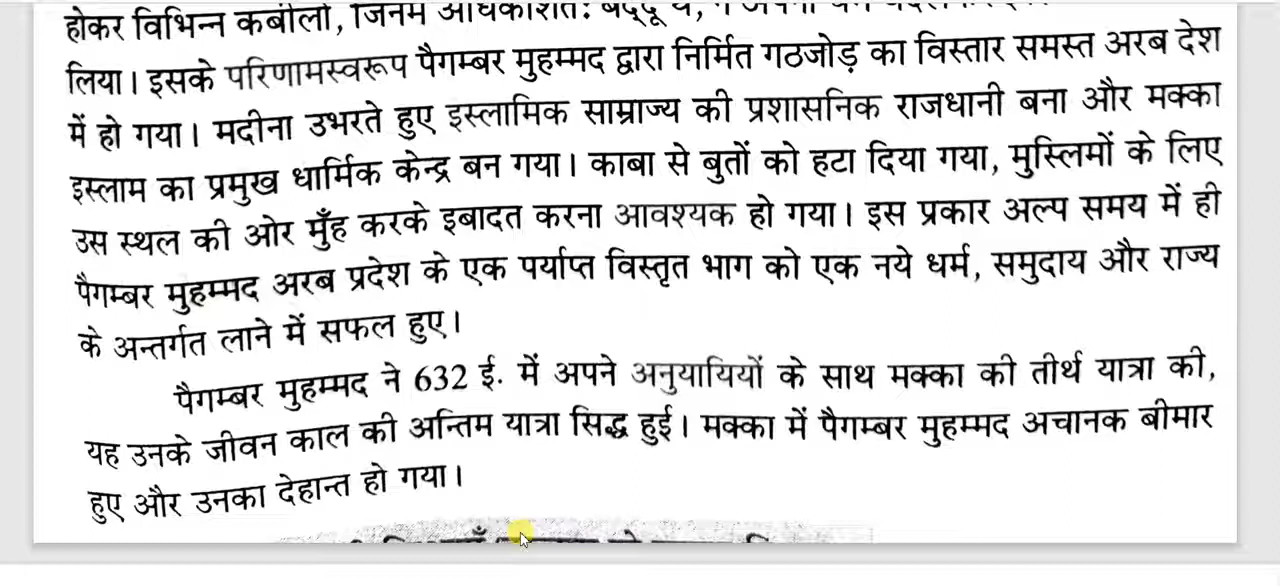 होकर विभिन्न कबीलों, जिनमें अधिकांशतः बद्दू थे,
लिया। इसके परिणामस्वरूप पैगम्बर मुहम्मद द्वारा निर्मित गठजोड़ का विस्तार समस्त अरब देश
में हो गया। मदीना उभरते हुए इस्लामिक साम्राज्य की प्रशासनिक राजधानी बना और मक्का
इस्लाम का प्रमुख धार्मिक केन्द्र बन गया। काबा से बुतों को हटा दिया गया, मुस्लिमों के लिए
उस स्थल की ओर मुँह करके इबादत करना आवश्यक हो गया। इस प्रकार अल्प समय में ही
पैगम्बर मुहम्मद अरब प्रदेश के एक पर्याप्त विस्तृत भाग को एक नये धर्म, समुदाय और राज्य
के अन्तर्गत लाने में सफल हुए।
पैगम्बर मुहम्मद ने 632 ई. में अपने अनुयायियों के साथ मक्का की तीर्थ यात्रा की,
यह उनके जीवन काल की अन्तिम यात्रा सिद्ध हुई। मक्का में पैगम्बर मुहम्मद अचानक बीमार
हुए और उनका देहान्त हो गया।